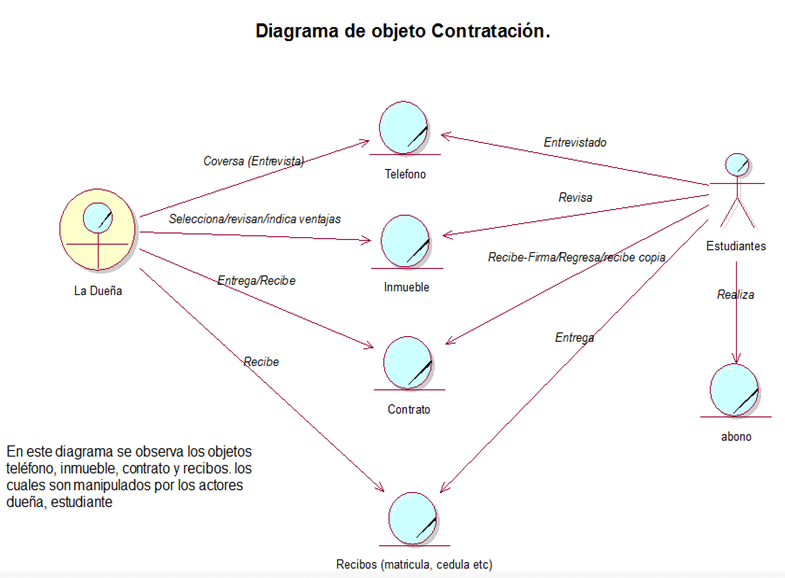 Diagrama de objeto Contratación.
Coversa (Entrevista)
Entrevistado
Telefono
Selecciona/revisan/indica ventajas
Revisa
Estudiantes
Recibe-Firma/Regresa/recibe copia
La Dueña
Entrega/Recibe
Inmueble
Realiza
Entrega
Recibe
Contrato
abono
En este diagrama se observa los objetos
teléfono, inmueble, contrato y recibos. los
cuales son manipulados por los actores
dueña, estudiante
Recibos (matricula, cedula etc)